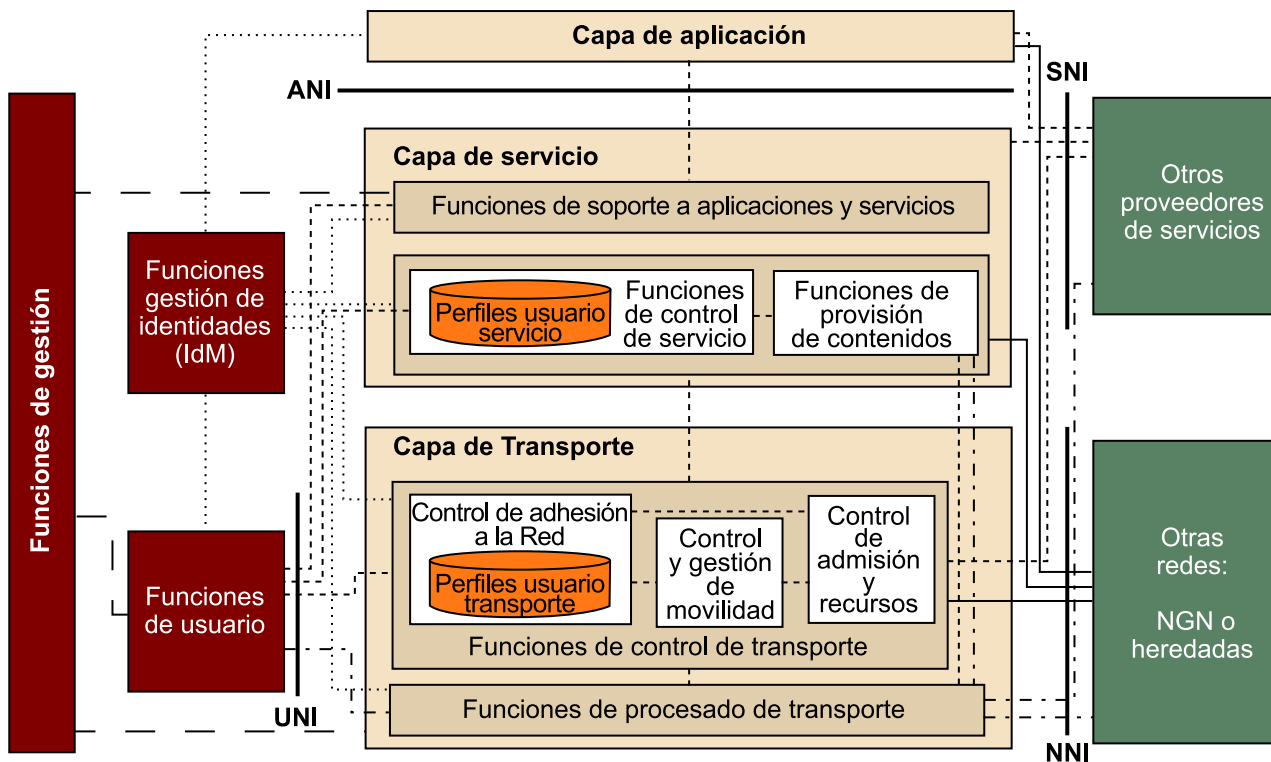 Capa de aplicación
ANI
SNI
Capa de servicio
Funciones de soporte a aplicaciones y servicios
Otros
proveedores
de servicios
Funciones de gestión
Funciones
gestión de
identidades
(IdM)
Perfiles usuario
servicio
Funciones
de control
de servicio
Funciones de
provisión
de contenidos
Capa de Transporte
Control de adhesión
a la Red
Perfiles usuario
transporte
Control
y gestión
de
movilidad
Control
de
admisión
y
recursos
Funciones de control de transporte
Funciones
de usuario
UNI
Funciones de procesado de transporte
Otras
redes:
NGN o
heredadas
NNI